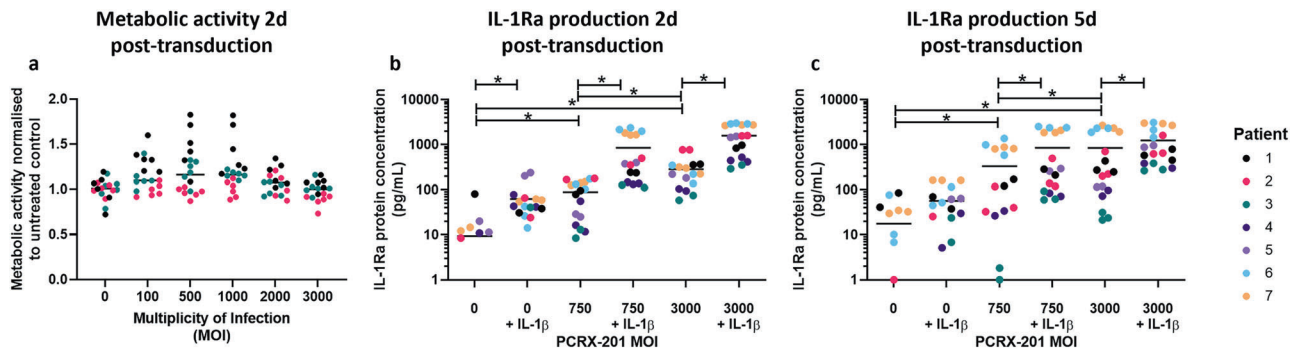 Metabolic activity 2d
post-transduction
IL-1Ra production 2d
post-transduction
IL-1Ra production 5d
post-transduction
a
Metabolic activity normalised
to untreated control
2.0
1.5
1.0
0.5
0.0
0 100 500 1000 2000 3000
Multiplicity of Infection
(MOI)
b
IL-1Ra protein concentration
(pg/mL)
10000
1000
100
10
1
* * * * * *
0 0 750 750 3000 3000
+ IL-1β + IL-1β + IL-1β
PCRX-201 MOI
c
IL-1Ra protein concentration
(pg/mL)
10000
1000
100
10
1
* * * * *
0 0 750 750 3000 3000
+ IL-1β + IL-1β + IL-1β
PCRX-201 MOI
Patient
1
2
3
4
5
6
7